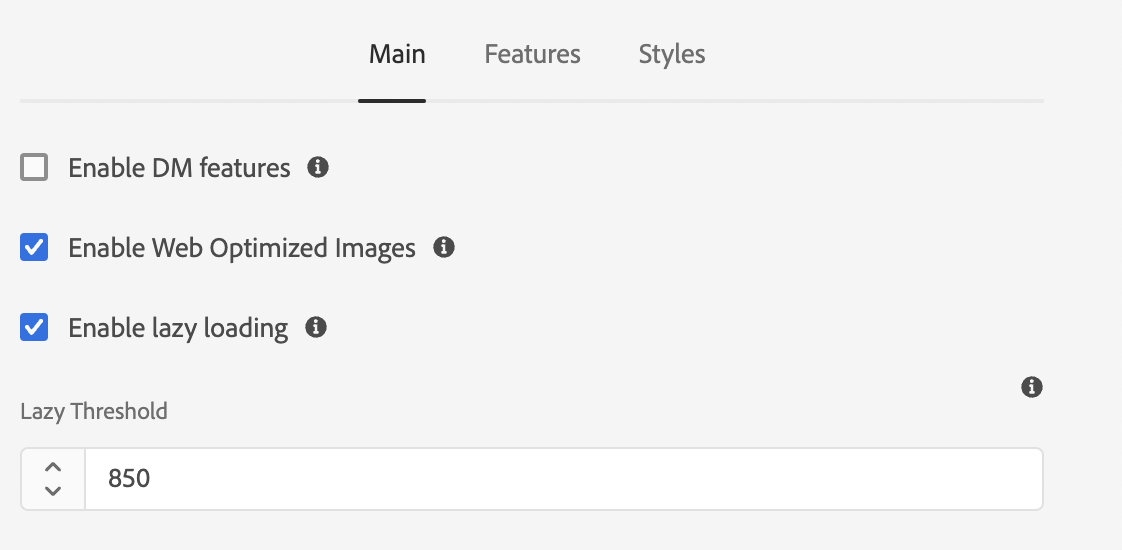 Main Features Styles
Enable DM features
Enable Web Optimized Images
Enable lazy loading
Lazy Threshold
850